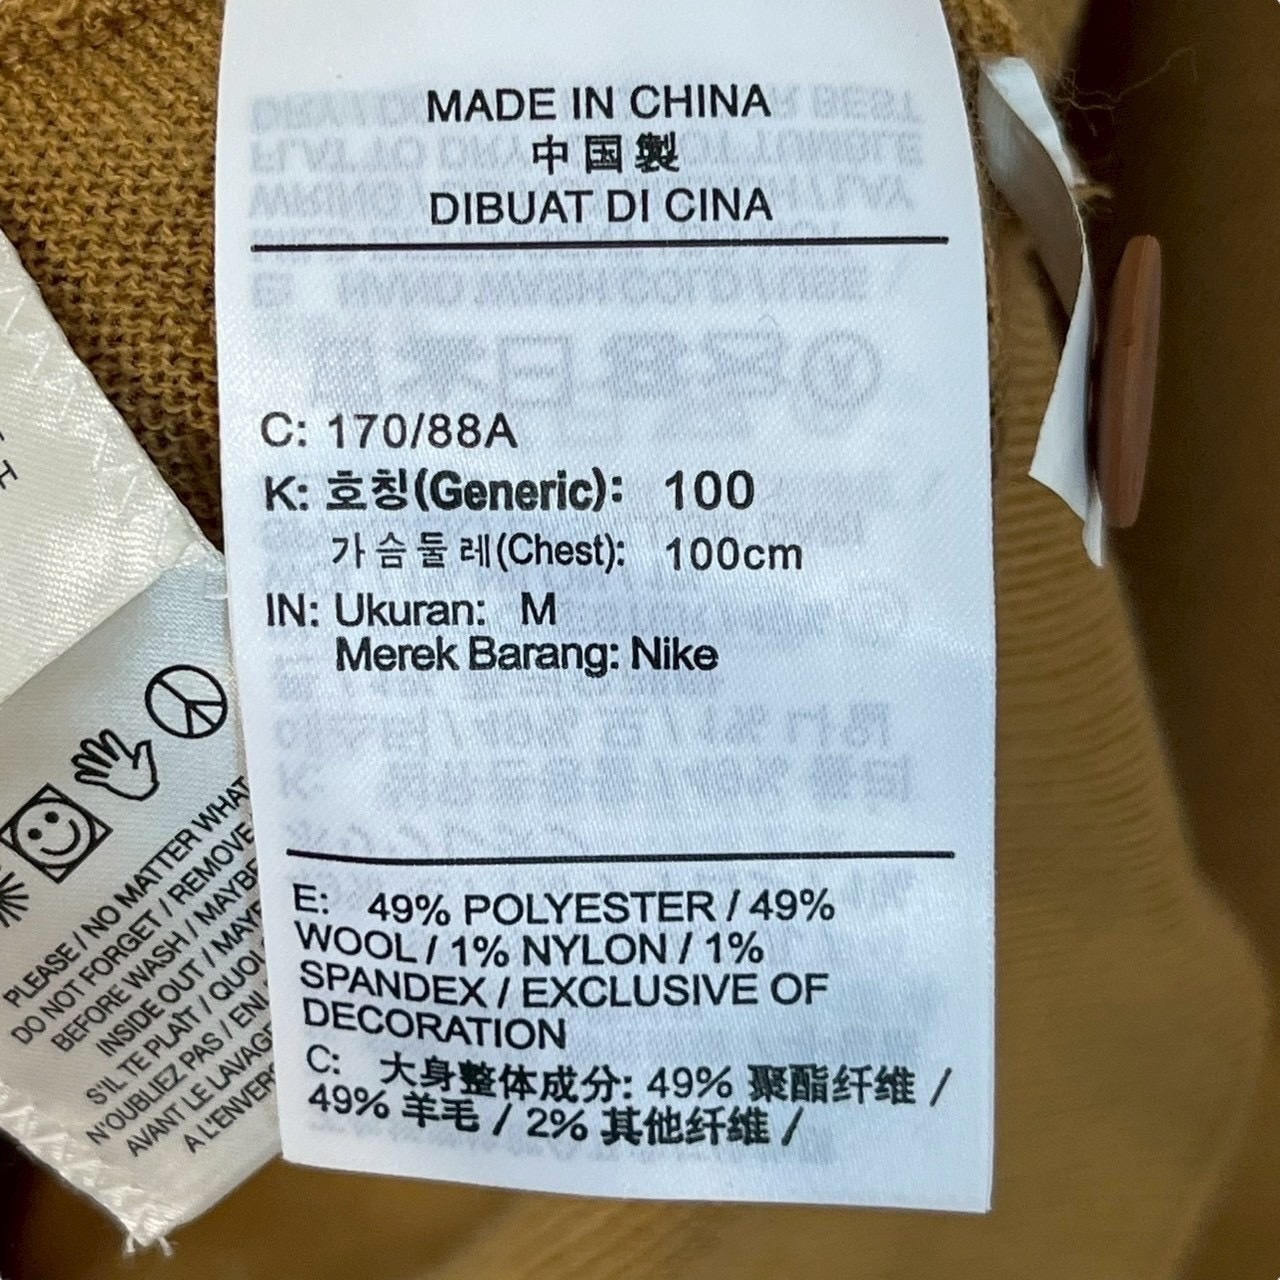 MADE IN CHINA
中国製
DIBUAT DI CINA
C: 170/88A
K: 호칭(Generic): 100
가슴둘레(Chest): 100cm
IN: Ukuran: M
Merek Barang: Nike
E: 49% POLYESTER / 49%
WOOL / 1% NYLON / 1%
SPANDEX / EXCLUSIVE OF
DECORATION
C: 大身整体成分: 49% 聚酯纤维 /
49% 羊毛 / 2% 其他纤维 /
PLEASE / NO MATTER WHAT
DO NOT FORGET / REMOVE
BEFORE WASH / MAYBE
INSIDE OUT / MAYBE
S'IL TE PLAÎT / QUOI
N'OUBLIEZ PAS / ENL
AVANT LE LAVAGE
A L'ENVERS